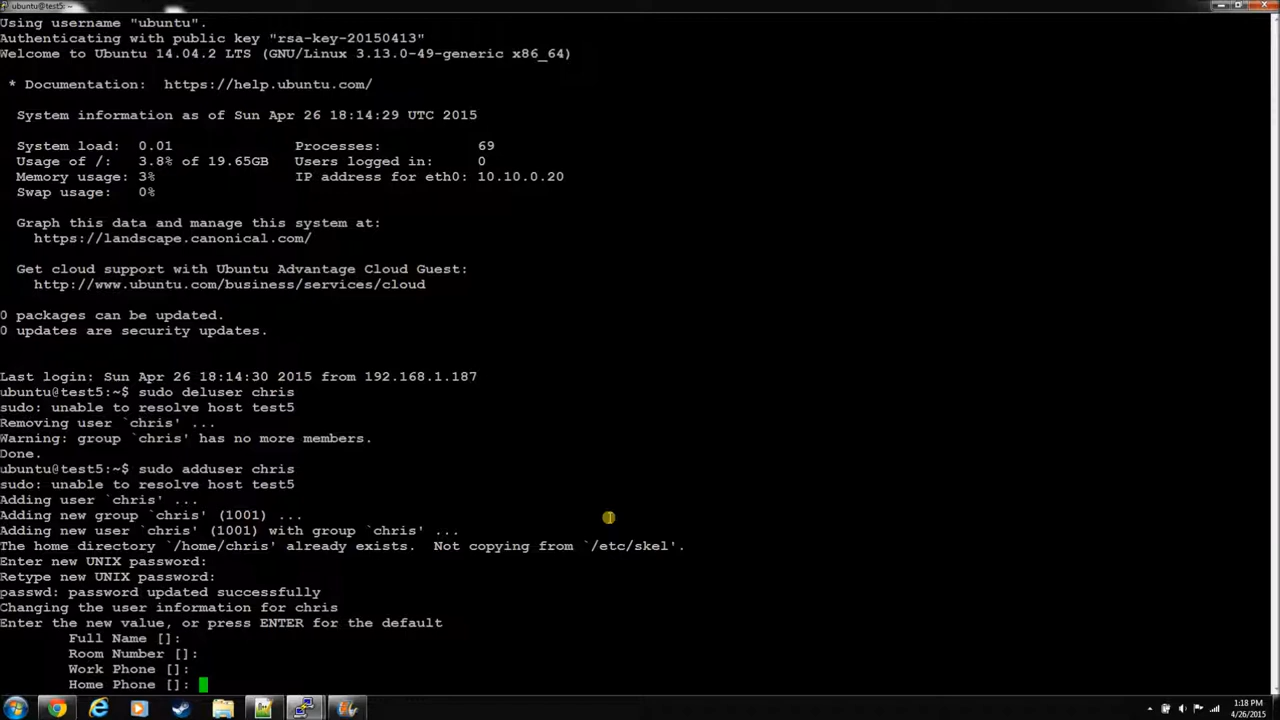 ubuntu@test5: ~
Using username "ubuntu".
Authenticating with public key "rsa-key-20150413"
Welcome to Ubuntu 14.04.2 LTS (GNU/Linux 3.13.0-49-generic x86_64)
* Documentation:  https://help.ubuntu.com/
System information as of Sun Apr 26 18:14:29 UTC 2015
System load:  0.01 Processes: 69
Usage of /:  3.8% of 19.65GB Users logged in: 0
Memory usage: 3% IP address for eth0: 10.10.0.20
Swap usage:  0%
Graph this data and manage this system at:
https://landscape.canonical.com/
Get cloud support with Ubuntu Advantage Cloud Guest:
http://www.ubuntu.com/business/services/cloud
0 packages can be updated.
0 updates are security updates.
Last login: Sun Apr 26 18:14:30 2015 from 192.168.1.187
ubuntu@test5:~$ sudo deluser chris
sudo: unable to resolve host test5
Removing user `chris' ...
Warning: group `chris' has no more members.
Done.
ubuntu@test5:~$ sudo adduser chris
sudo: unable to resolve host test5
Adding user `chris' ...
Adding new group `chris' (1001) ...
Adding new user `chris' (1001) with group `chris' ...
The home directory `/home/chris' already exists.  Not copying from `/etc/skel'.
Enter new UNIX password:
Retype new UNIX password:
passwd: password updated successfully
Changing the user information for chris
Enter the new value, or press ENTER for the default
Full Name []:
Room Number []:
Work Phone []:
Home Phone []:
1:18 PM
4/26/2015